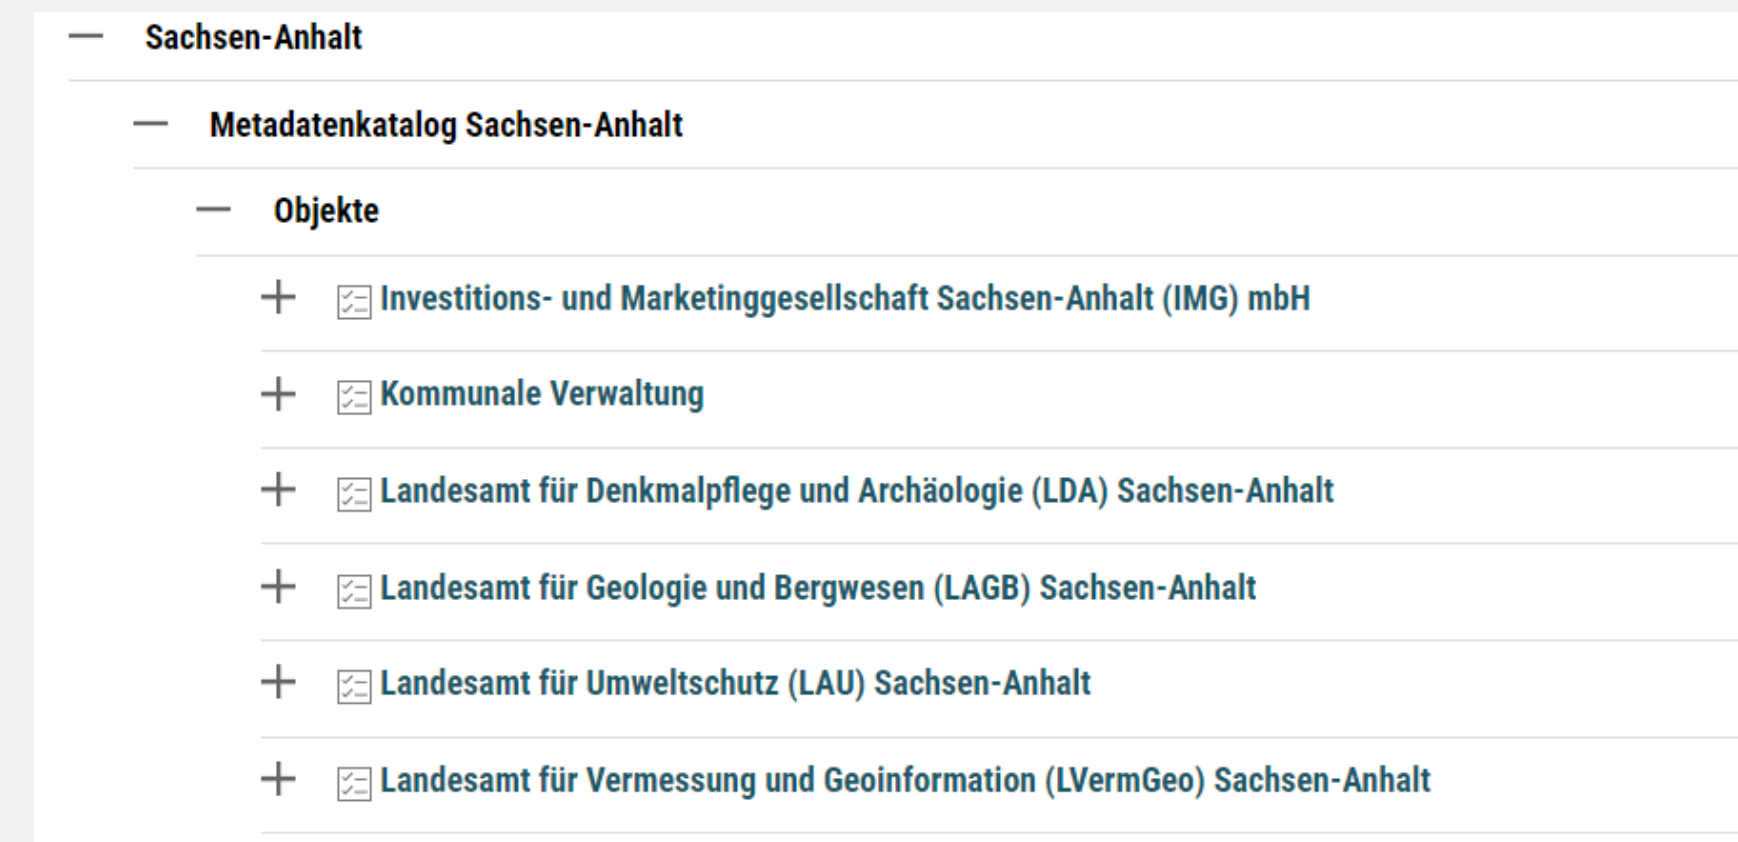 Sachsen-Anhalt
Metadatenkatalog Sachsen-Anhalt
Objekte
Investitions- und Marketinggesellschaft Sachsen-Anhalt (IMG) mbH
Kommunale Verwaltung
Landesamt für Denkmalpflege und Archäologie (LDA) Sachsen-Anhalt
Landesamt für Geologie und Bergwesen (LAGB) Sachsen-Anhalt
Landesamt für Umweltschutz (LAU) Sachsen-Anhalt
Landesamt für Vermessung und Geoinformation (LVermGeo) Sachsen-Anhalt